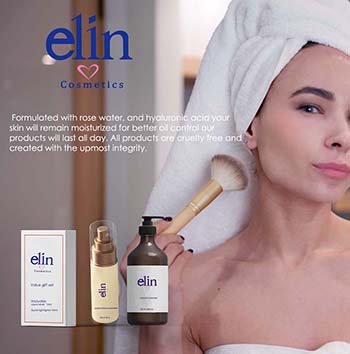 elin
Cosmetics
Formulated with rose water, and hyaluronic acid your
skin will remain moisturized for better oil control our
products will last all day. All products are cruelty free and
created with the upmost integrity.
elin
Cosmetics
Value gift set
Includes
elin
elin